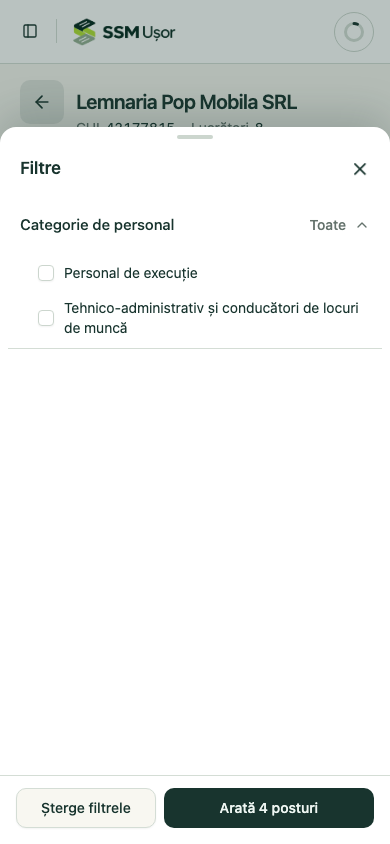 SSM Ușor
Lemnaria Pop Mobila SRL
Filtre
Categorie de personal
Toate
Personal de execuție
Tehnico-administrativ și conducători de locuri
de muncă
Șterge filtrele
Arată 4 posturi